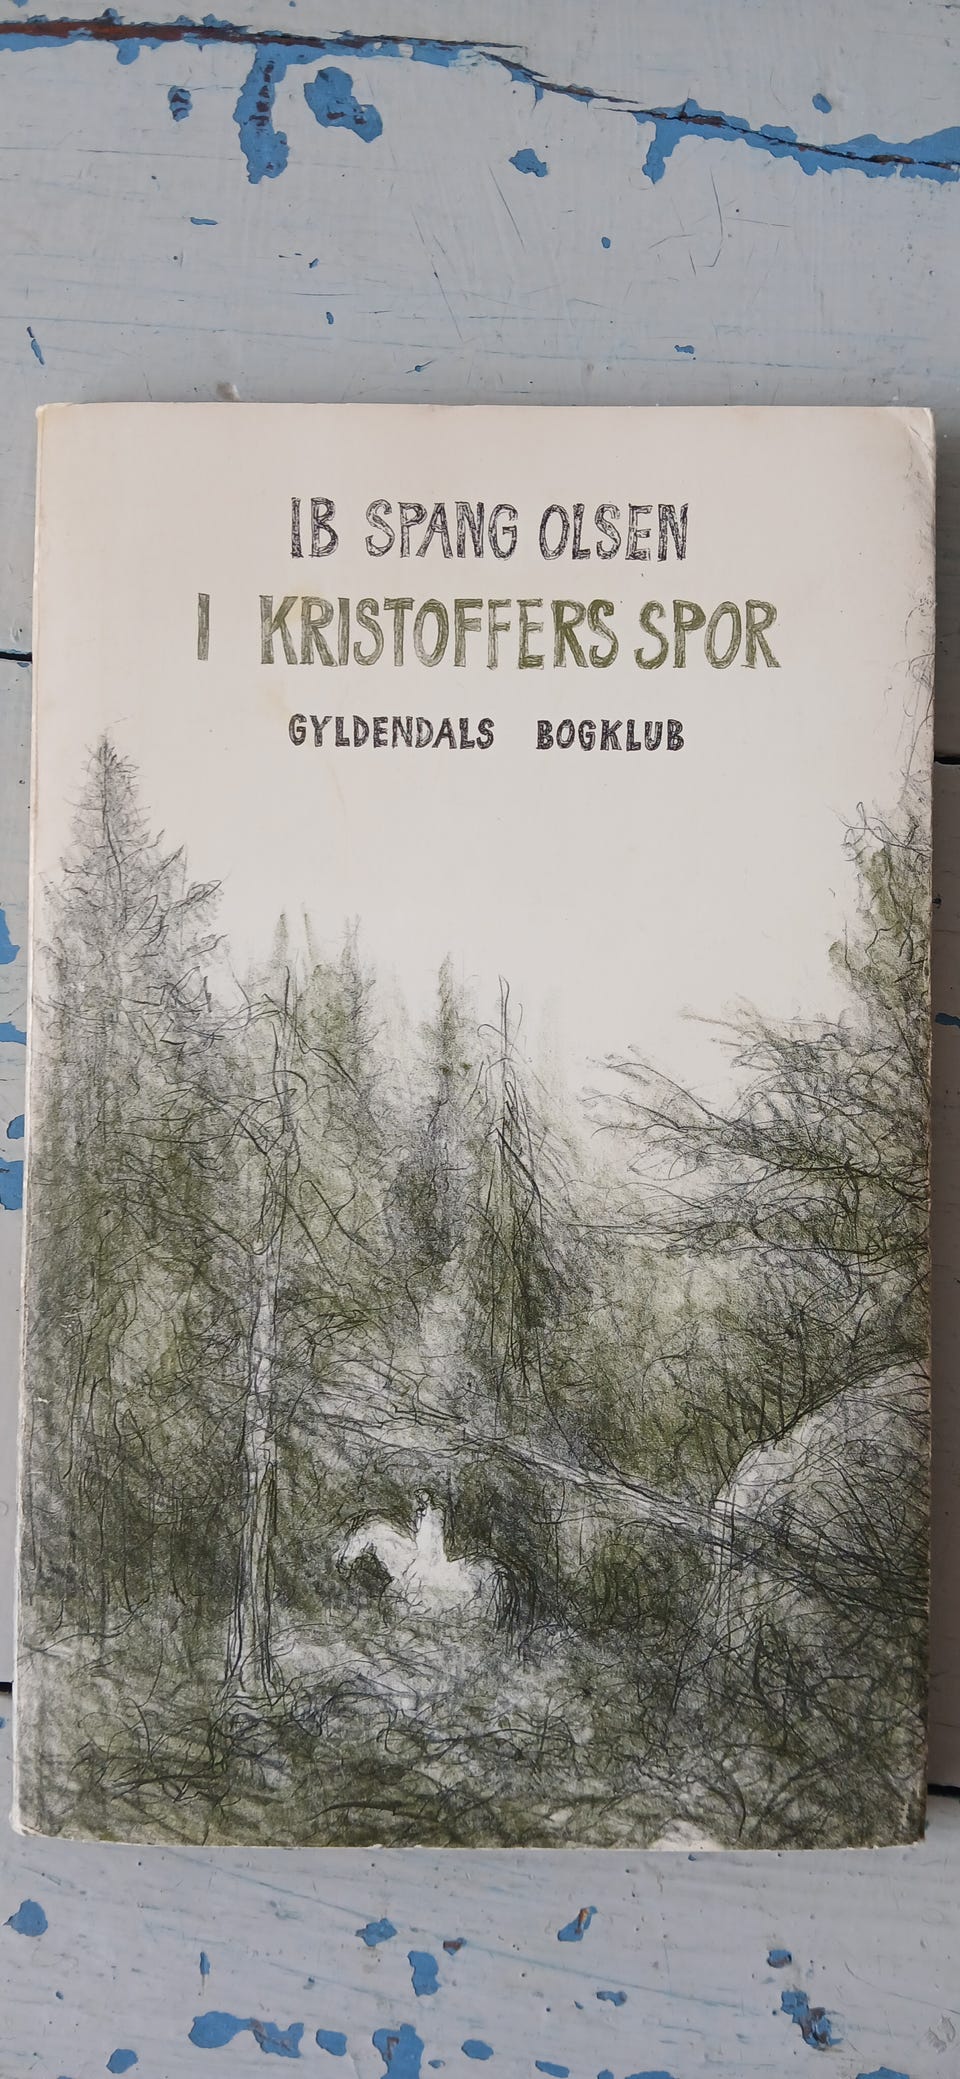 IB SPANG OLSEN
I KRISTOFFERS SPOR
GYLDENDALS BOGKLUB